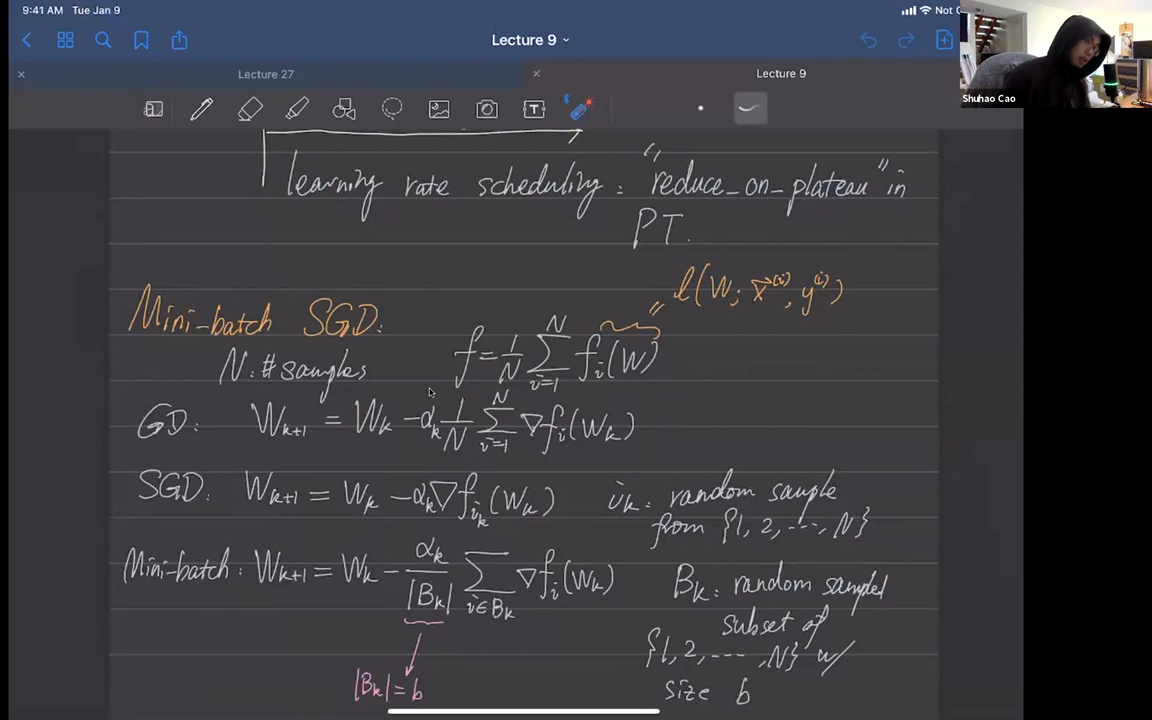 9:41 AM Tue Jan 9
Not
Lecture 9
Lecture 27
Lecture 9
Shuhao Cao
learning rate scheduling : "reduce_on_plateau" in
PT.
Mini-batch SGD:
l(W; x⃗^(i), y^(i))
N: # samples
f = 1/N ∑_{i=1}^{N} f_i(W)
GD: W_{k+1} = W_k - α_k 1/N ∑_{i=1}^{N} ∇f_i(W_k)
SGD: W_{k+1} = W_k - α_k ∇f_{i_k}(W_k) i_k: random sample
from {1, 2, ..., N}
Mini-batch: W_{k+1} = W_k - α_k/|B_k| ∑_{i∈B_k} ∇f_i(W_k) B_k: random sampled
subset of
{1, 2, ..., N} w/
size b
|B_k| = b